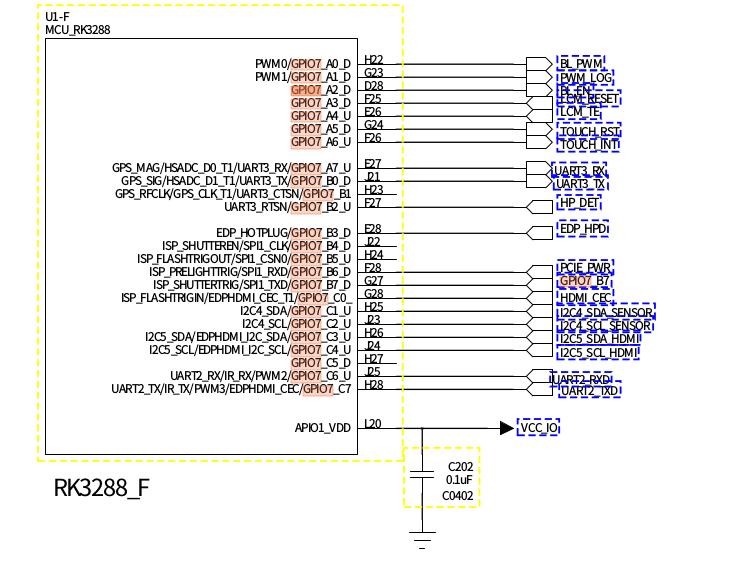 U1-F
MCU_RK3288
PWM0/GPIO7_A0_D H22 BL_PWM
PWM1/GPIO7_A1_D G23 PWM_LOG
GPIO7_A2_D D28 BL_EN
GPIO7_A3_D F25 LCM_RESET
GPIO7_A4_U E26 LCM_TE
GPIO7_A5_D G24 TOUCH_RST
GPIO7_A6_U F26 TOUCH_INT
GPS_MAG/HSADC_D0_T1/UART3_RX/GPIO7_A7_U E27 UART3_RX
GPS_SIG/HSADC_D1_T1/UART3_TX/GPIO7_B0_D J21 UART3_TX
GPS_RFCLK/GPS_CLK_T1/UART3_CTSN/GPIO7_B1 H23
UART3_RTSN/GPIO7_B2_U F27 HP_DET
EDP_HOTPLUG/GPIO7_B3_D E28 EDP_HPD
ISP_SHUTTEREN/SPI1_CLK/GPIO7_B4_D J22
ISP_FLASHTRIGOUT/SPI1_CSN0/GPIO7_B5_U H24
ISP_PRELIGHTTRIG/SPI1_RXD/GPIO7_B6_D F28 PCIE_PWR
ISP_SHUTTERTRIG/SPI1_TXD/GPIO7_B7_D G27 GPIO7_B7
ISP_FLASHTRIGIN/EDPHDMI_CEC_T1/GPIO7_C0_ G28 HDMI_CEC
I2C4_SDA/GPIO7_C1_U H25 I2C4_SDA_SENSOR
I2C4_SCL/GPIO7_C2_U J23 I2C4_SCL_SENSOR
I2C5_SDA/EDPHDMI_I2C_SDA/GPIO7_C3_U H26 I2C5_SDA_HDMI
I2C5_SCL/EDPHDMI_I2C_SCL/GPIO7_C4_U J24 I2C5_SCL_HDMI
GPIO7_C5_D H27
UART2_RX/IR_RX/PWM2/GPIO7_C6_U J25 UART2_RXD
UART2_TX/IR_TX/PWM3/EDPHDMI_CEC/GPIO7_C7 H28 UART2_TXD
APIO1_VDD L20 VCC_IO
C202
0.1uF
C0402
RK3288_F